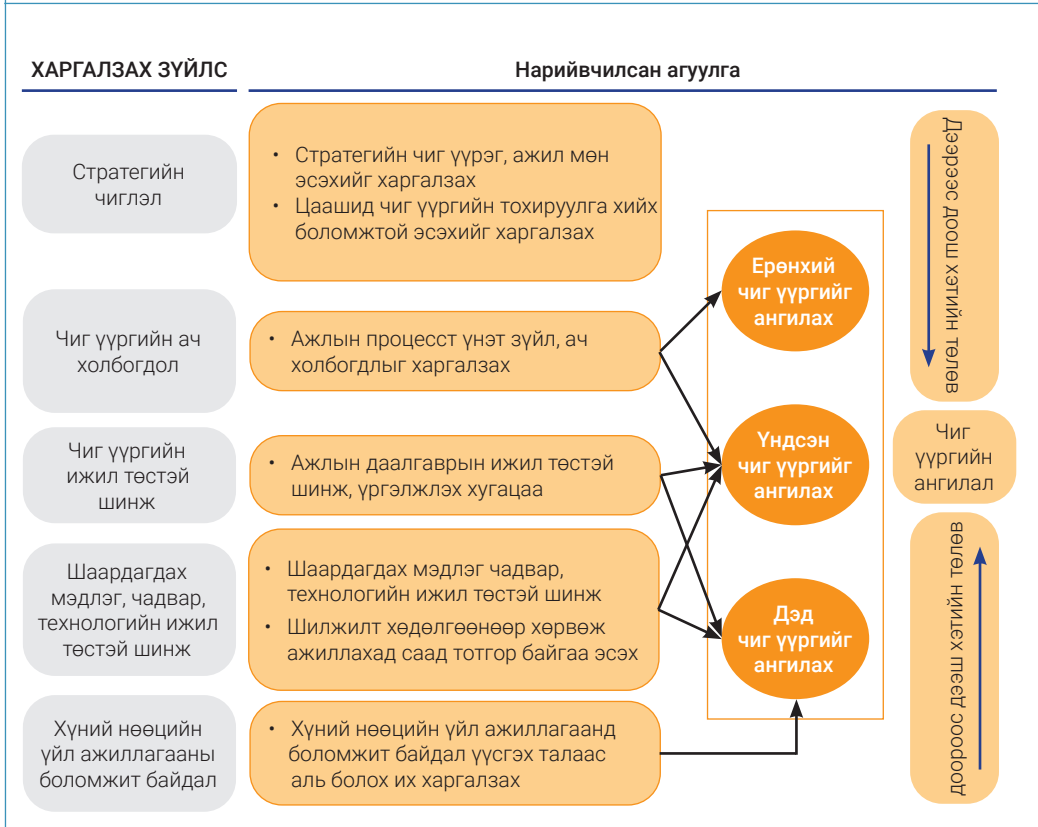 ХАРГАЛЗАХ ЗҮЙЛС
Нарийвчилсан агуулга
Стратегийн
чиглэл
• Стратегийн чиг үүрэг, ажил мөн
эсэхийг харгалзах
• Цаашид чиг үүргийн тохируулга хийх
боломжтой эсэхийг харгалзах
Чиг үүргийн ач
холбогдол
• Ажлын процесст үнэт зүйл, ач
холбогдлыг харгалзах
Чиг үүргийн
ижил төстэй
шинж
• Ажлын даалгаврын ижил төстэй
шинж, үргэлжлэх хугацаа
Шаардагдах
мэдлэг, чадвар,
технологийн ижил
төстэй шинж
• Шаардагдах мэдлэг чадвар,
технологийн ижил төстэй шинж
• Шилжилт хөдөлгөөнөөр хөрвөж
ажиллахад саад тотгор байгаа эсэх
Хүний нөөцийн
үйл ажиллагааны
боломжит байдал
• Хүний нөөцийн үйл ажиллагаанд
боломжит байдал үүсгэх талаас
аль болох их харгалзах
Ерөнхий
чиг үүргийг
ангилах
Үндсэн
чиг үүргийг
ангилах
Дэд
чиг үүргийг
ангилах
Дээрээс доош хэтийн төлөв
Чиг
үүргийн
ангилал
доороос дээш хэтийн төлөв